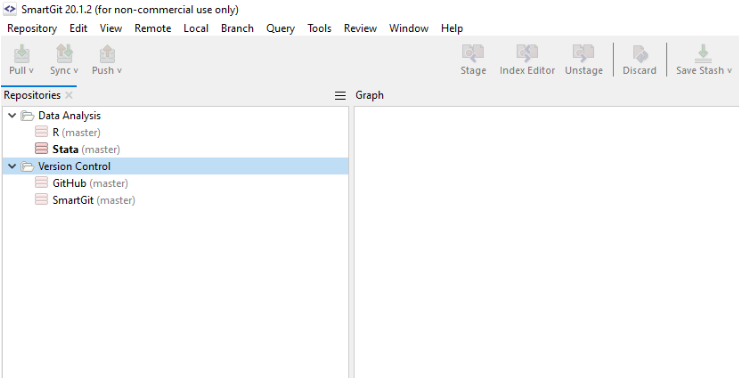 SmartGit 20.1.2 (for non-commercial use only)
Repository Edit View Remote Local Branch Query Tools Review Window Help
Pull Sync Push Stage Index Editor Unstage Discard Save Stash
Repositories Graph
Data Analysis
R (master)
Stata (master)
Version Control
GitHub (master)
SmartGit (master)